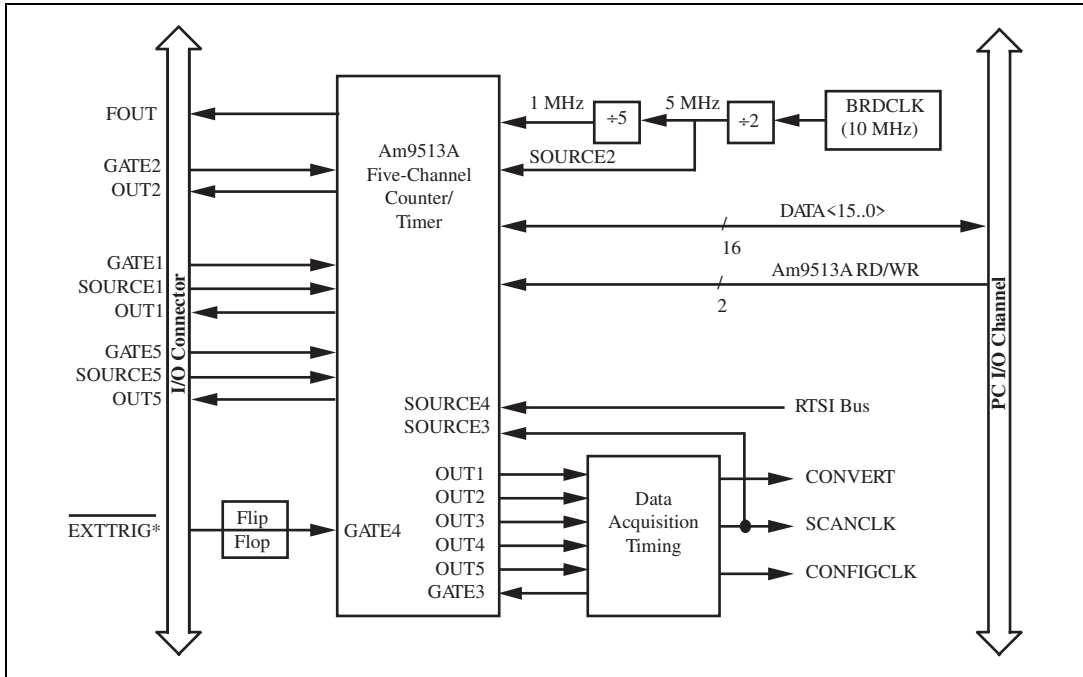 FOUT
GATE2
OUT2
GATE1
SOURCE1
OUT1
GATE5
SOURCE5
OUT5
EXTTRIG*
I/O Connector
Flip
Flop
Am9513A
Five-Channel
Counter/
Timer
GATE4
SOURCE4
SOURCE3
OUT1
OUT2
OUT3
OUT4
OUT5
GATE3
1 MHz
÷5
5 MHz
÷2
BRDCLK
(10 MHz)
SOURCE2
DATA<15..0>
/
16
Am9513A RD/WR
/
2
RTSI Bus
Data
Acquisition
Timing
CONVERT
SCANCLK
CONFIGCLK
PC I/O Channel